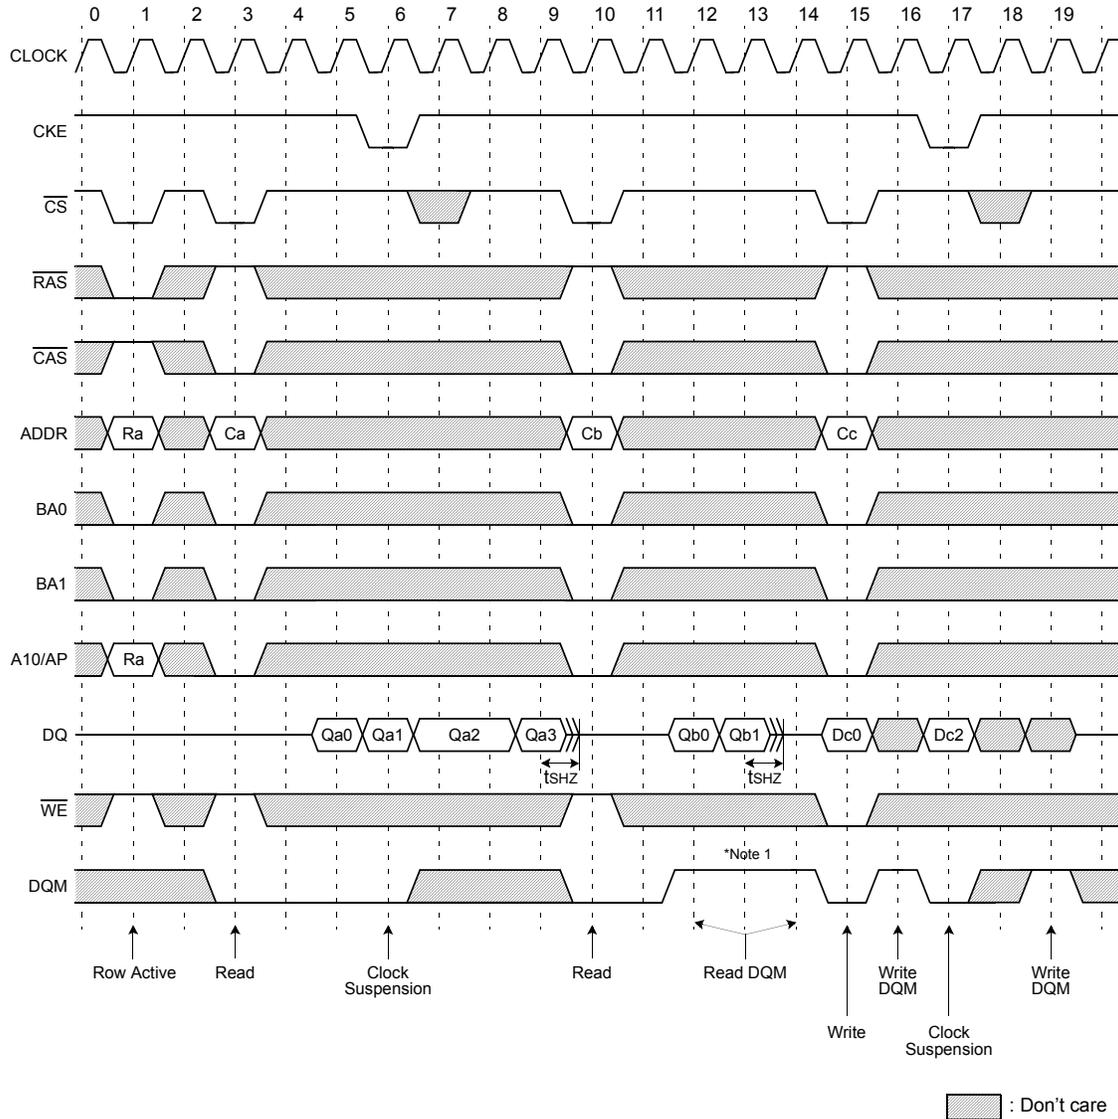 0 1 2 3 4 5 6 7 8 9 10 11 12 13 14 15 16 17 18 19
CLOCK
CKE
CS
RAS
CAS
ADDR Ra Ca Cb Cc
BA0
BA1
A10/AP Ra
DQ Qa0 Qa1 Qa2 Qa3 Qb0 Qb1 Dc0 Dc2
tSHZ tSHZ
WE
*Note 1
DQM
Row Active Read Clock Read Read DQM Write Write
Suspension DQM DQM
Write Clock
Suspension
: Don't care